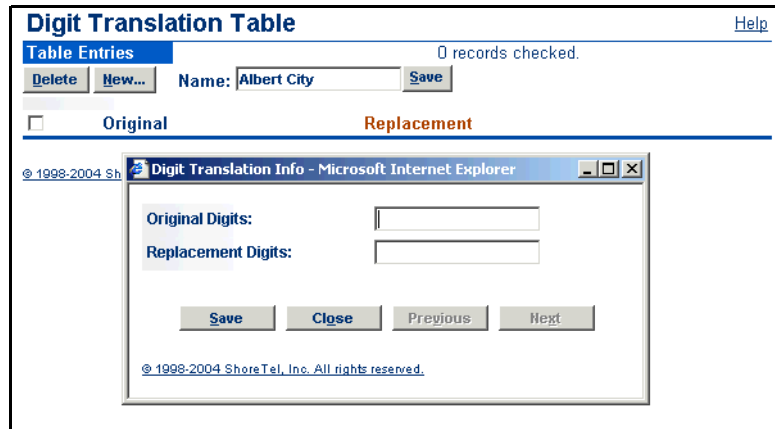 Digit Translation Table
Help
Table Entries
0 records checked.
Delete New... Name: Albert City Save
Original Replacement
© 1998-2004 Sh
Digit Translation Info - Microsoft Internet Explorer
Original Digits:
Replacement Digits:
Save Close Previous Next
© 1998-2004 ShoreTel, Inc. All rights reserved.